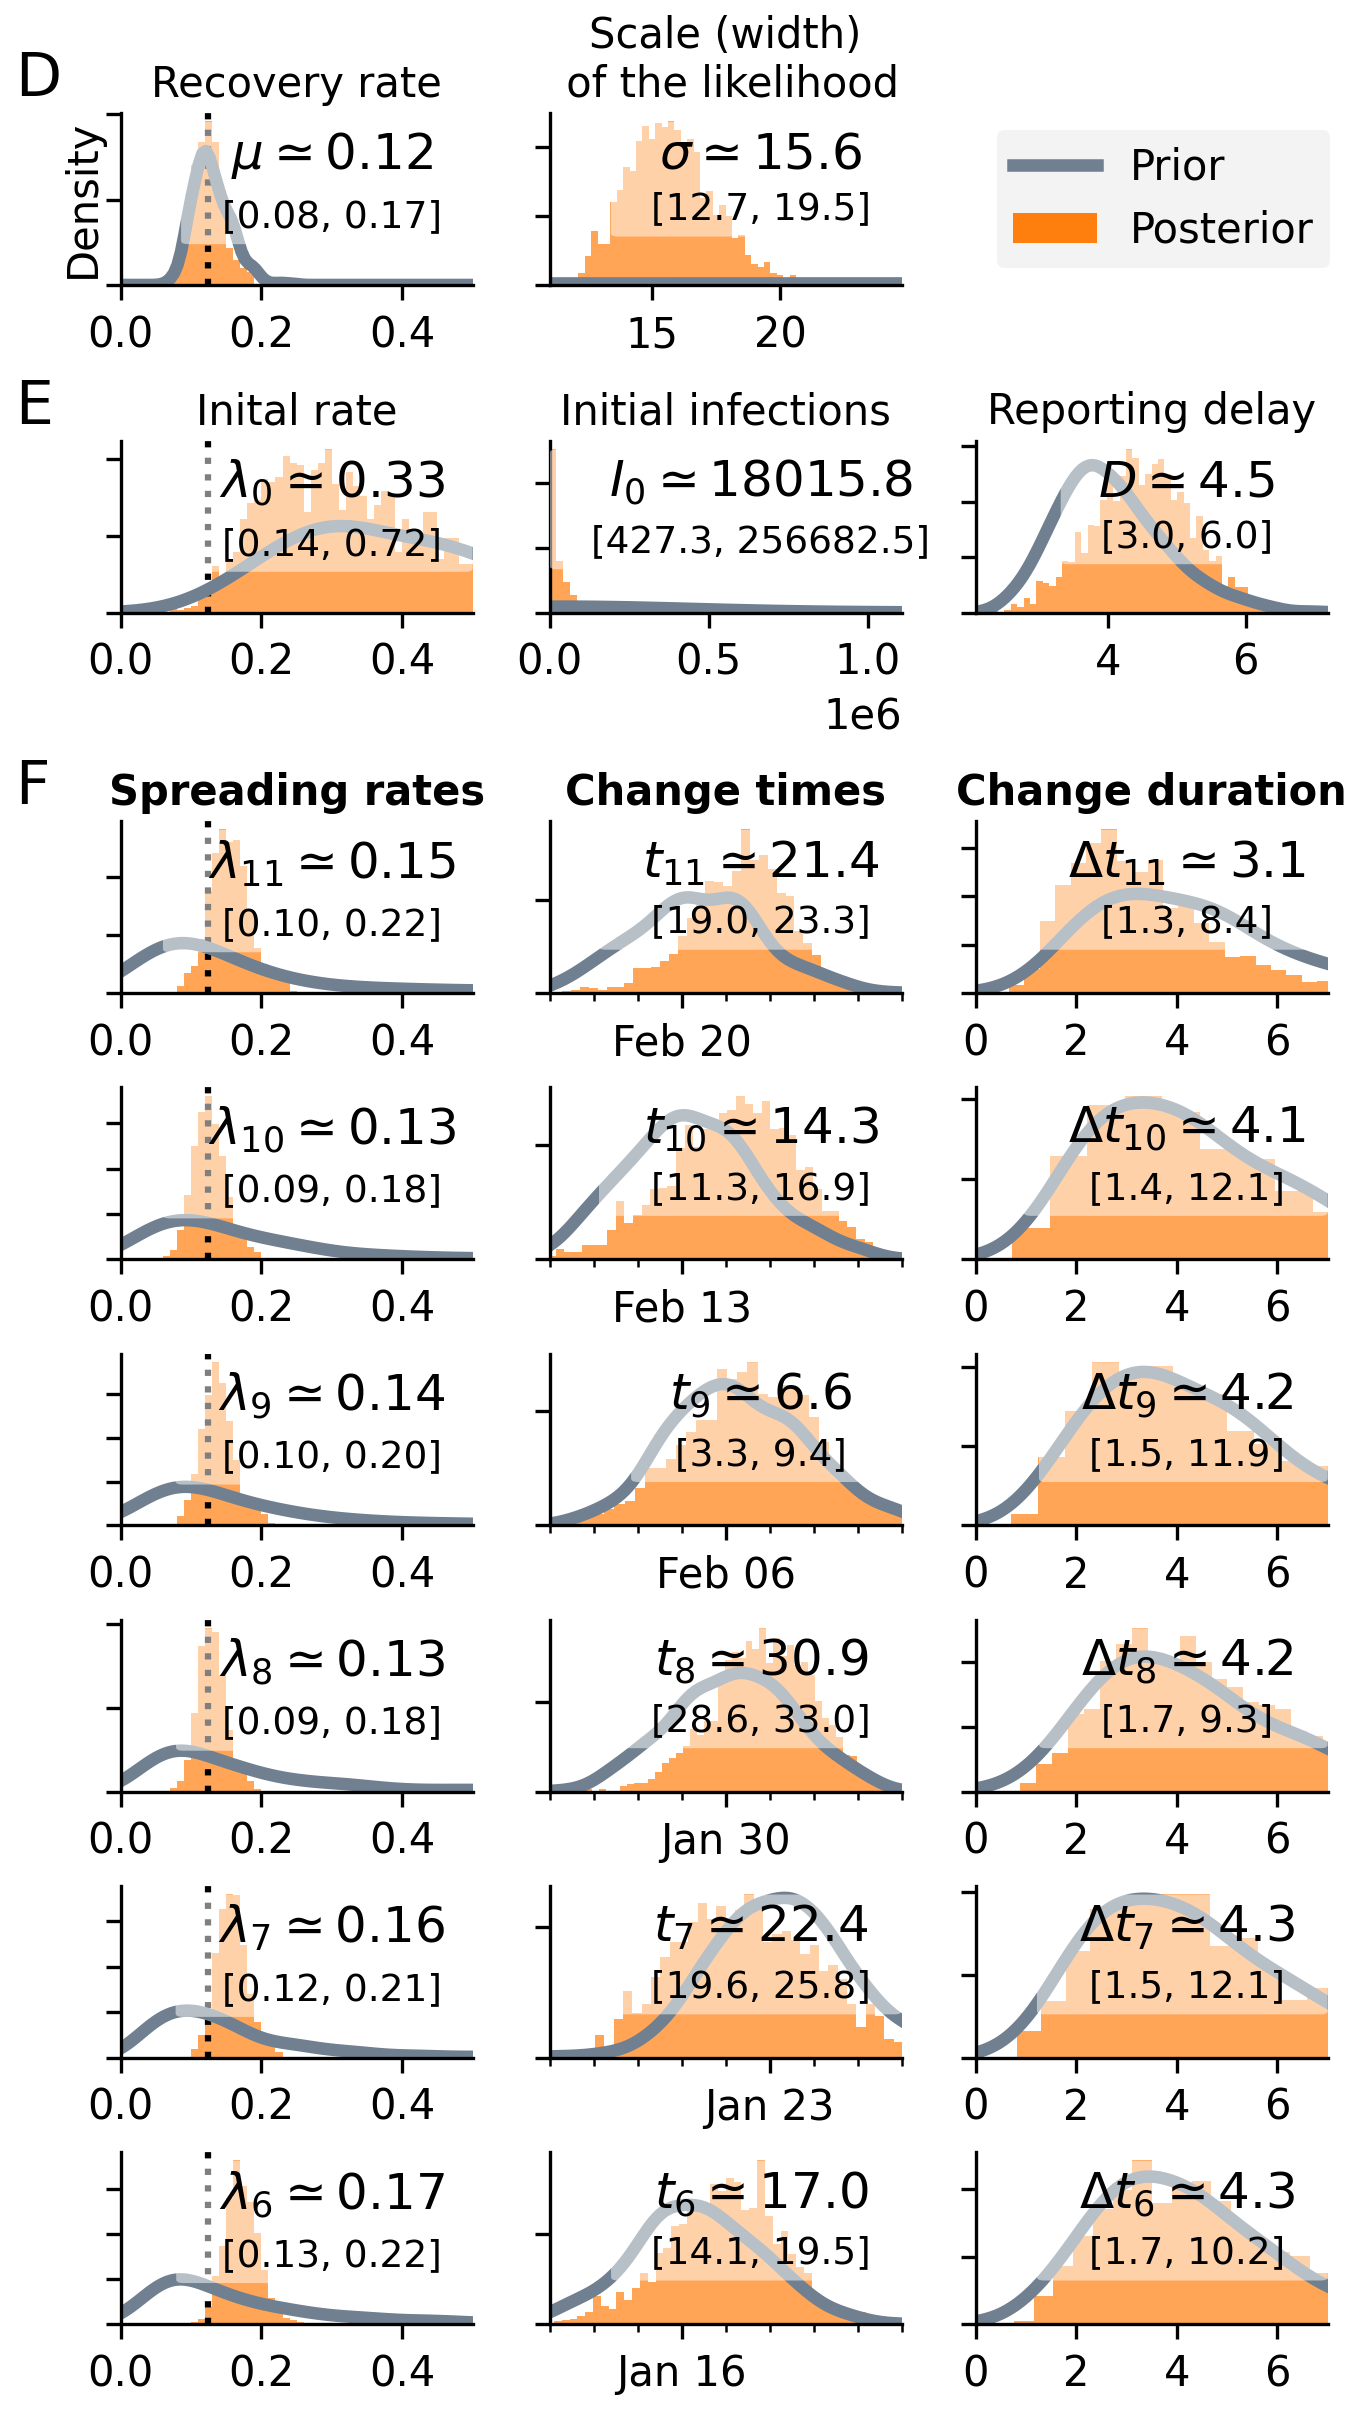 D
Recovery rate
Density
μ ≃ 0.12
[0.08, 0.17]
0.0 0.2 0.4
Scale (width)
of the likelihood
σ ≃ 15.6
[12.7, 19.5]
15 20
Prior
Posterior
E
Inital rate
λ₀ ≃ 0.33
[0.14, 0.72]
0.0 0.2 0.4
Initial infections
I₀ ≃ 18015.8
[427.3, 256682.5]
0.0 0.5 1.0
1e6
Reporting delay
D ≃ 4.5
[3.0, 6.0]
4 6
F
Spreading rates
Change times
Change duration
λ₁₁ ≃ 0.15
[0.10, 0.22]
0.0 0.2 0.4
t₁₁ ≃ 21.4
[19.0, 23.3]
Feb 20
Δt₁₁ ≃ 3.1
[1.3, 8.4]
0 2 4 6
λ₁₀ ≃ 0.13
[0.09, 0.18]
0.0 0.2 0.4
t₁₀ ≃ 14.3
[11.3, 16.9]
Feb 13
Δt₁₀ ≃ 4.1
[1.4, 12.1]
0 2 4 6
λ₉ ≃ 0.14
[0.10, 0.20]
0.0 0.2 0.4
t₉ ≃ 6.6
[3.3, 9.4]
Feb 06
Δt₉ ≃ 4.2
[1.5, 11.9]
0 2 4 6
λ₈ ≃ 0.13
[0.09, 0.18]
0.0 0.2 0.4
t₈ ≃ 30.9
[28.6, 33.0]
Jan 30
Δt₈ ≃ 4.2
[1.7, 9.3]
0 2 4 6
λ₇ ≃ 0.16
[0.12, 0.21]
0.0 0.2 0.4
t₇ ≃ 22.4
[19.6, 25.8]
Jan 23
Δt₇ ≃ 4.3
[1.5, 12.1]
0 2 4 6
λ₆ ≃ 0.17
[0.13, 0.22]
0.0 0.2 0.4
t₆ ≃ 17.0
[14.1, 19.5]
Jan 16
Δt₆ ≃ 4.3
[1.7, 10.2]
0 2 4 6